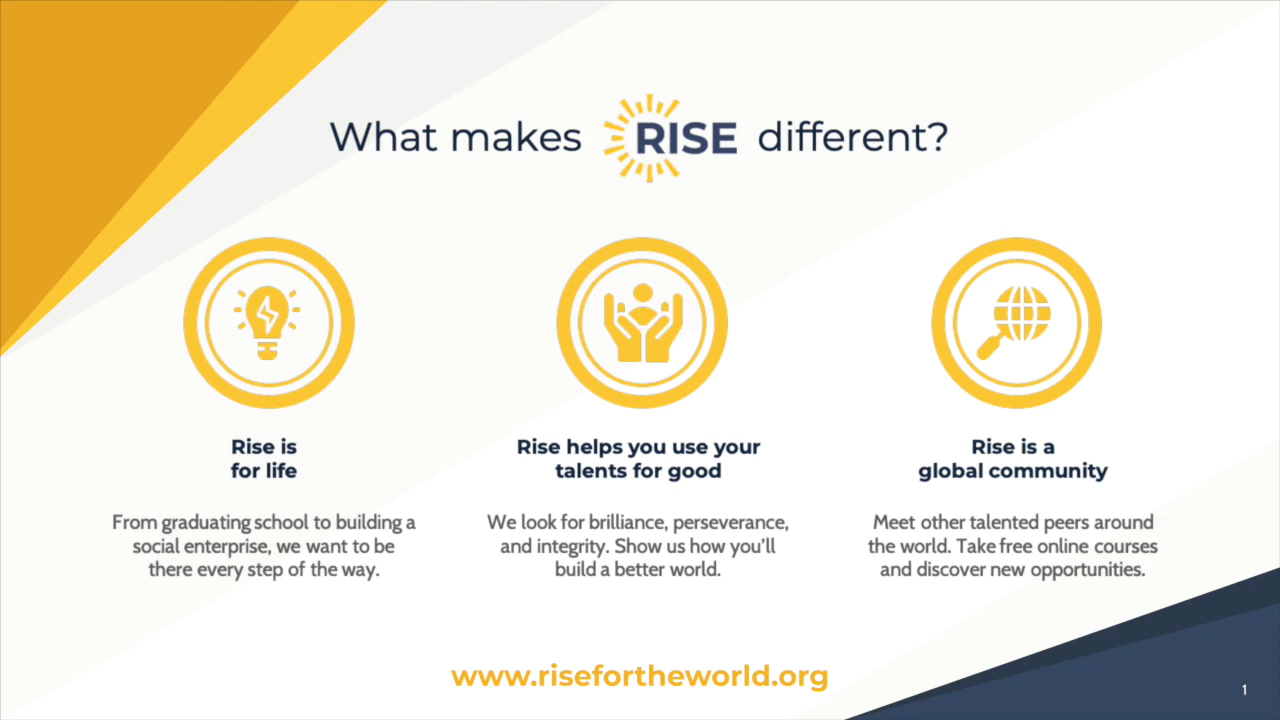 What makes RISE different?
Rise is
for life
From graduating school to building a
social enterprise, we want to be
there every step of the way.
Rise helps you use your
talents for good
We look for brilliance, perseverance,
and integrity. Show us how you'll
build a better world.
Rise is a
global community
Meet other talented peers around
the world. Take free online courses
and discover new opportunities.
www.risefortheworld.org
1